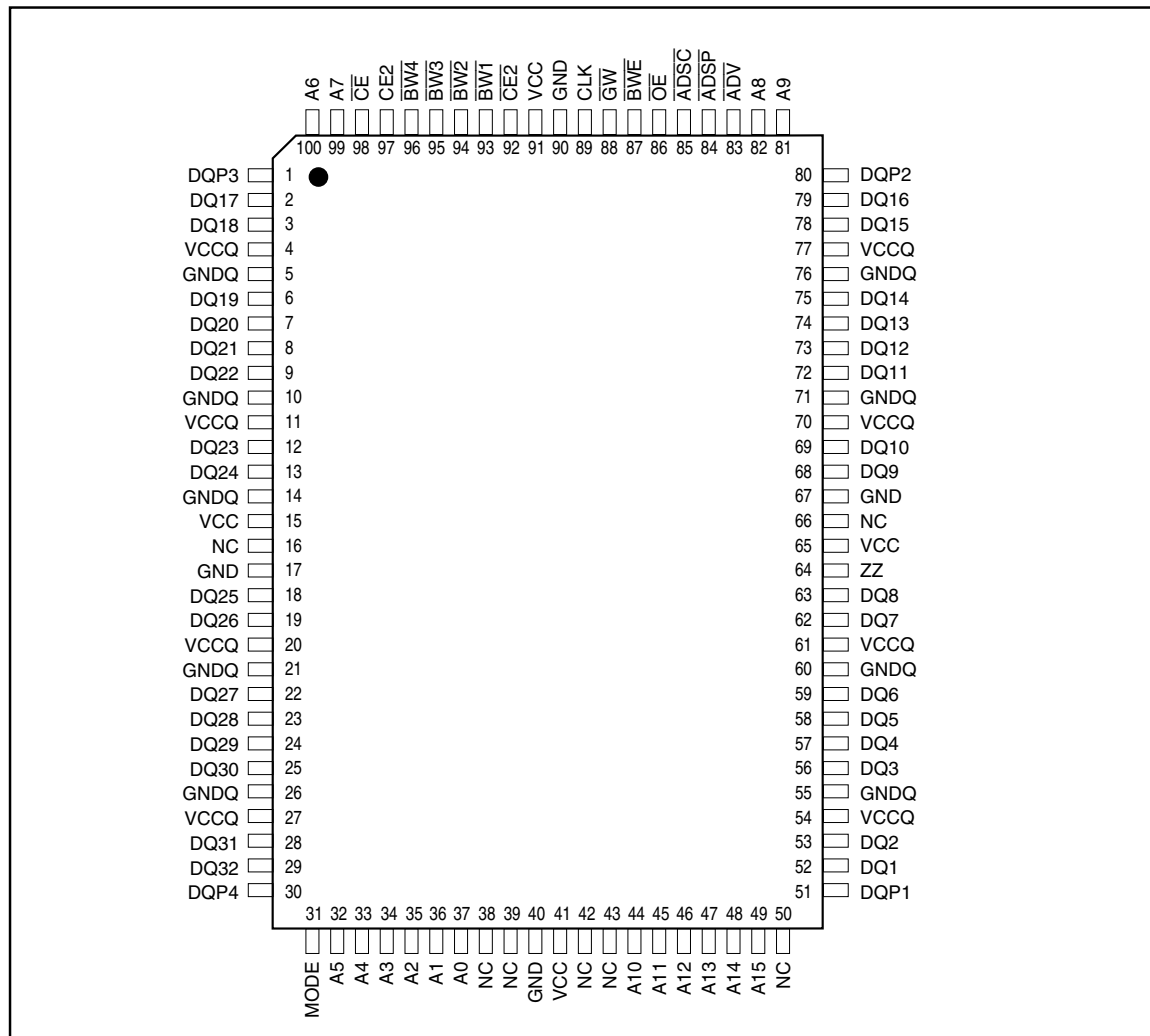 A6 A7 CE CE2 BW4 BW3 BW2 BW1 CE2 VCC GND CLK GW BWE OE ADSC ADSP ADV A8 A9
100 99 98 97 96 95 94 93 92 91 90 89 88 87 86 85 84 83 82 81
DQP3 1 80 DQP2
DQ17 2 79 DQ16
DQ18 3 78 DQ15
VCCQ 4 77 VCCQ
GNDQ 5 76 GNDQ
DQ19 6 75 DQ14
DQ20 7 74 DQ13
DQ21 8 73 DQ12
DQ22 9 72 DQ11
GNDQ 10 71 GNDQ
VCCQ 11 70 VCCQ
DQ23 12 69 DQ10
DQ24 13 68 DQ9
GNDQ 14 67 GND
VCC 15 66 NC
NC 16 65 VCC
GND 17 64 ZZ
DQ25 18 63 DQ8
DQ26 19 62 DQ7
VCCQ 20 61 VCCQ
GNDQ 21 60 GNDQ
DQ27 22 59 DQ6
DQ28 23 58 DQ5
DQ29 24 57 DQ4
DQ30 25 56 DQ3
GNDQ 26 55 GNDQ
VCCQ 27 54 VCCQ
DQ31 28 53 DQ2
DQ32 29 52 DQ1
DQP4 30 51 DQP1
31 32 33 34 35 36 37 38 39 40 41 42 43 44 45 46 47 48 49 50
MODE A5 A4 A3 A2 A1 A0 NC NC GND VCC NC NC A10 A11 A12 A13 A14 A15 NC